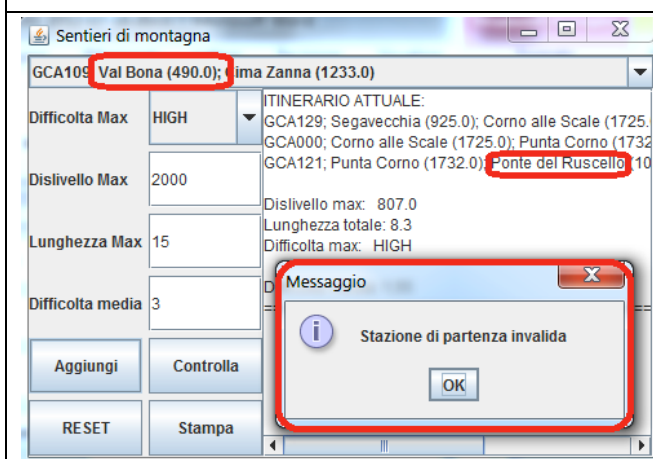 Sentieri di montagna
GCA109; Val Bona (490.0); Cima Zanna (1233.0)
Difficolta Max HIGH
Dislivello Max 2000
Lunghezza Max 15
Difficolta media 3
Aggiungi Controlla
RESET Stampa
ITINERARIO ATTUALE:
GCA129; Segavecchia (925.0); Corno alle Scale (1725.
GCA000; Corno alle Scale (1725.0); Punta Corno (1732
GCA121; Punta Corno (1732.0); Ponte del Ruscello (10
Dislivello max: 807.0
Lunghezza totale: 8.3
Difficolta max: HIGH
Messaggio
Stazione di partenza invalida
OK